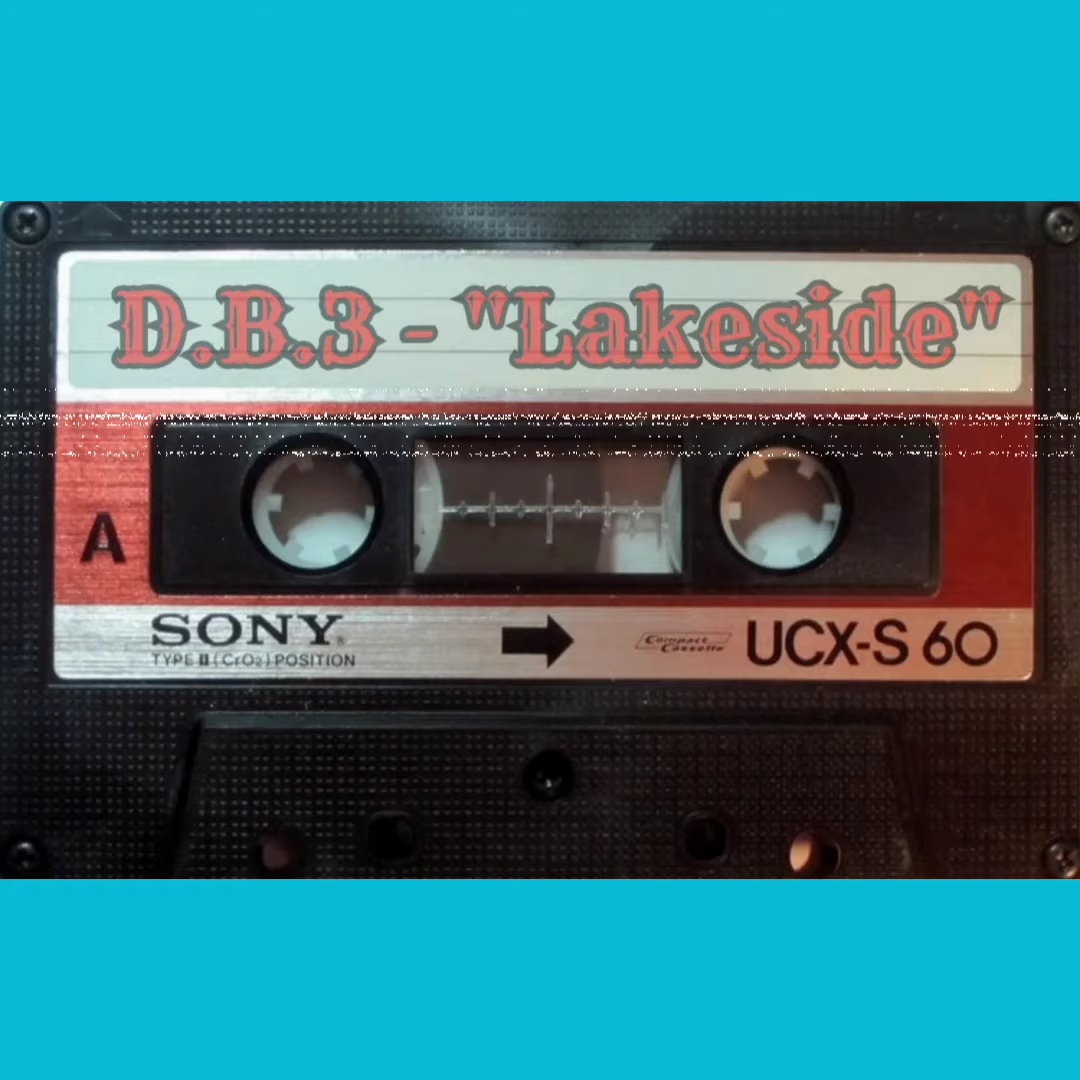 D.B.3 - "Lakeside"
A
SONY®
TYPE II (CrO2) POSITION
Compact
Cassette
UCX-S 60